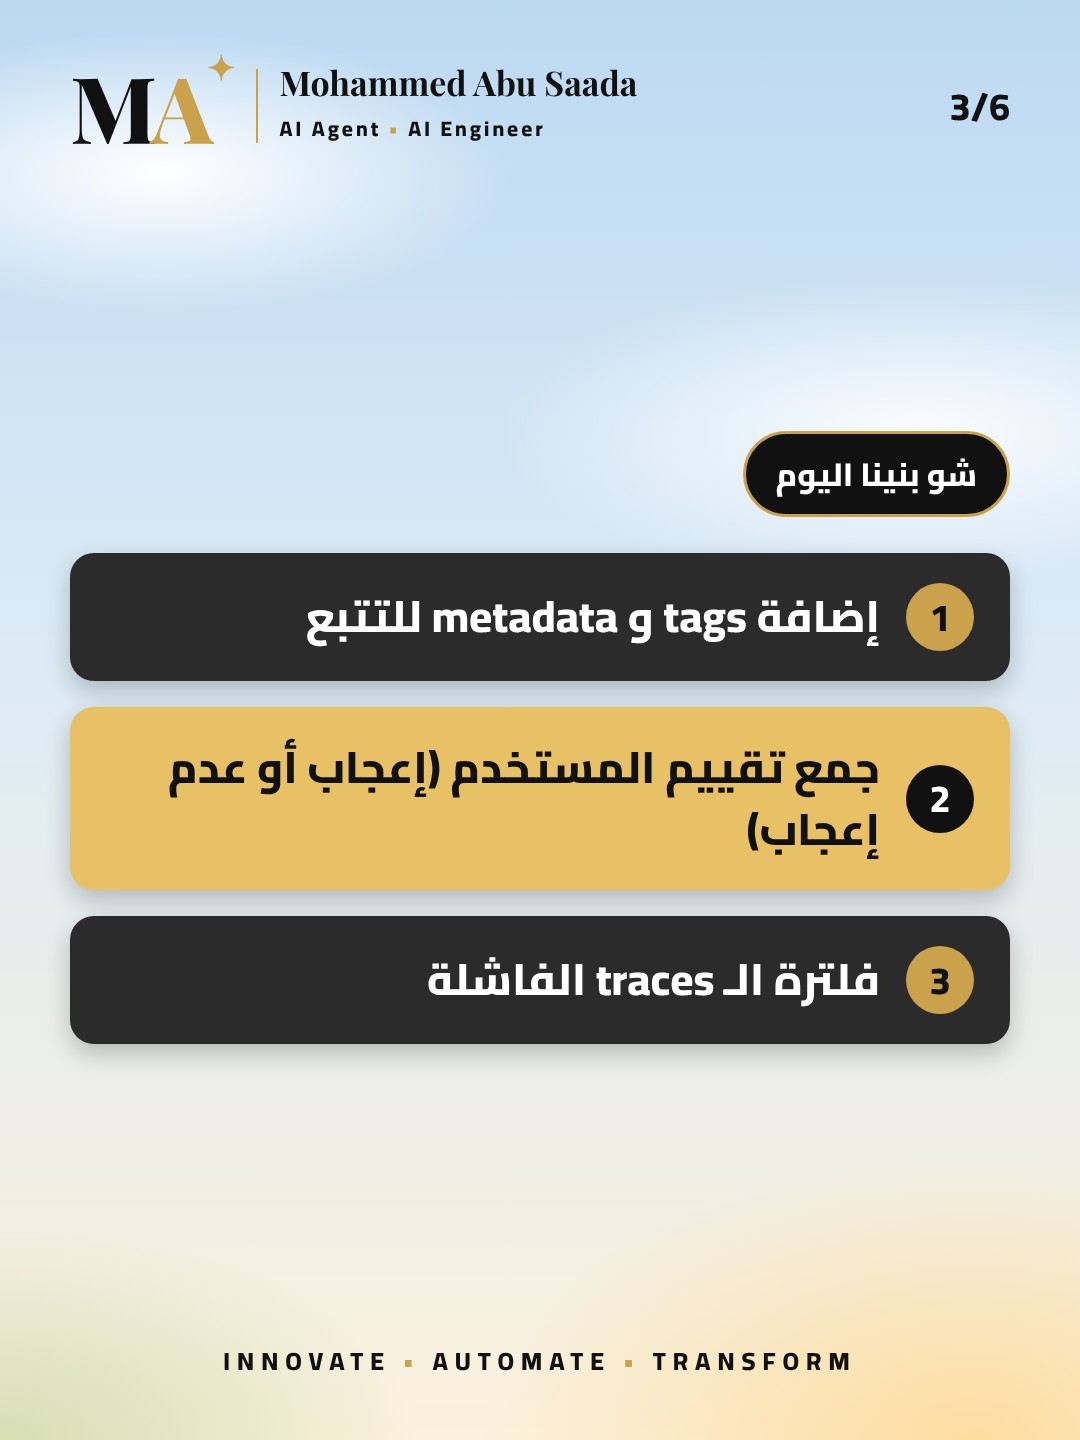 MA
Mohammed Abu Saada
AI Agent ▪ AI Engineer
3/6
شو بنينا اليوم
1
إضافة tags و metadata للتتبع
2
جمع تقييم المستخدم (إعجاب أو عدم
إعجاب)
3
فلترة الـ traces الفاشلة
INNOVATE ▪ AUTOMATE ▪ TRANSFORM